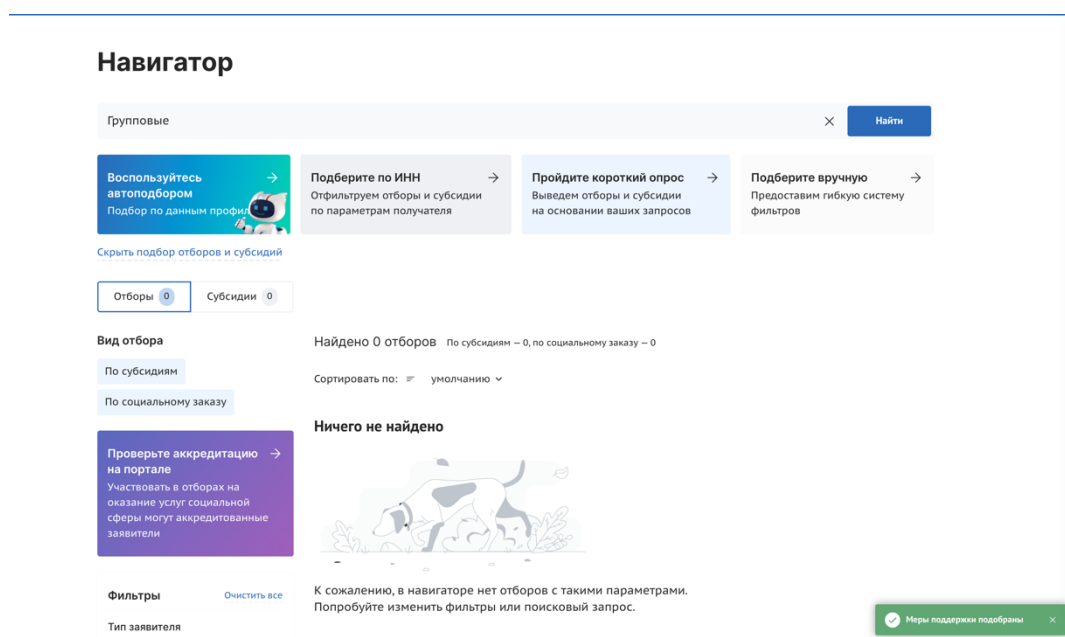 Навигатор
Групповые
Найти
Воспользуйтесь
автоподбором
Подбор по данным
Подберите по ИНН
Отфильтруем отборы и субсидии
по параметрам получателя
Пройдите короткий опрос
Выведем отборы и субсидии
на основании ваших запросов
Подберите вручную
Предоставим гибкую систему
фильтров
Скрыть подбор отборов и субсидий
Отборы 0
Субсидии 0
Вид отбора
По субсидиям
По социальному заказу
Проверьте аккредитацию
на портале
Участвовать в отборах на
оказание услуг социальной
сферы могут аккредитованные
заявители
Фильтры
Очистить все
Тип заявителя
Найдено 0 отборов По субсидиям – 0, по социальному заказу – 0
Сортировать по: умолчанию
Ничего не найдено
К сожалению, в навигаторе нет отборов с такими параметрами.
Попробуйте изменить фильтры или поисковый запрос.
Меры поддержки подобраны